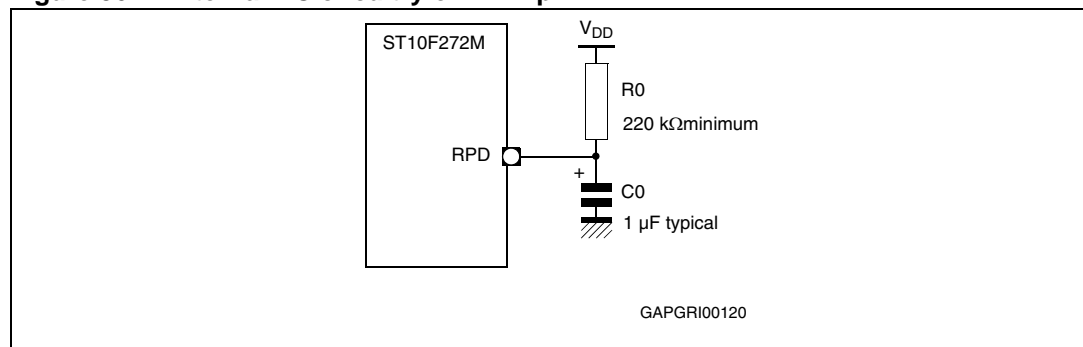 ST10F272M
VDD
R0
220 kΩminimum
RPD
+
C0
1 µF typical
GAPGRI00120